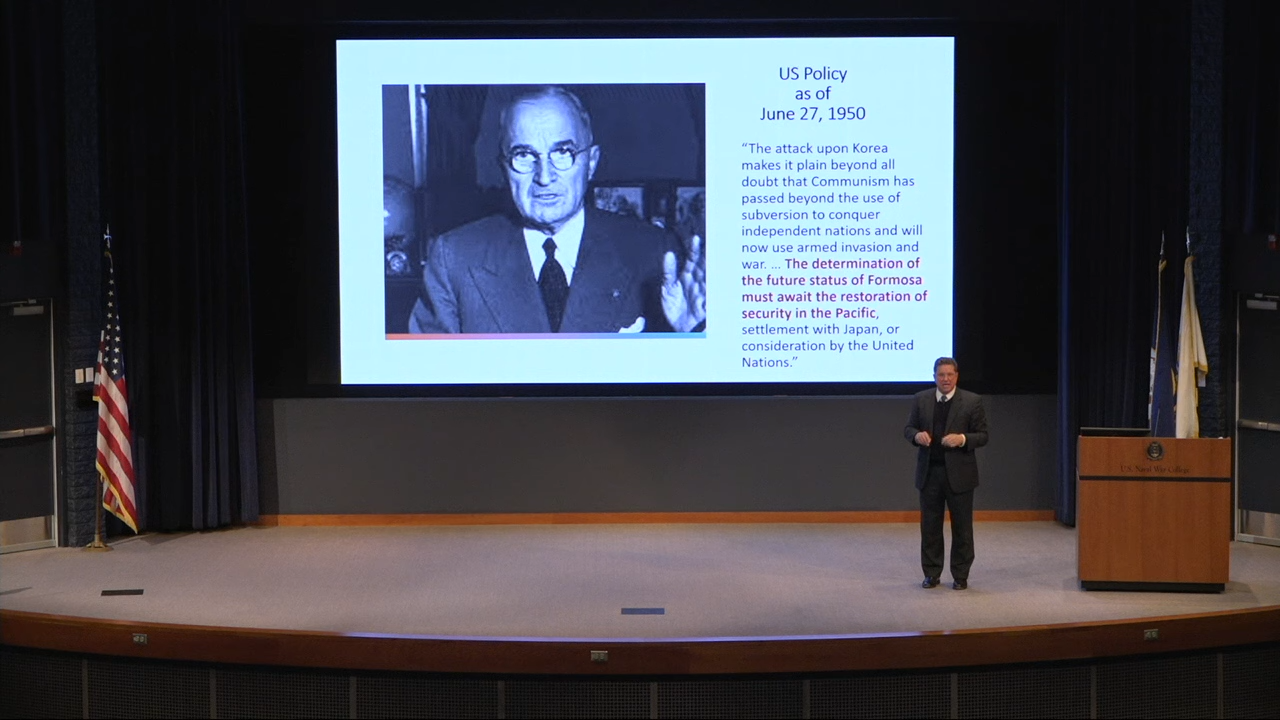 US Policy
as of
June 27, 1950
“The attack upon Korea
makes it plain beyond all
doubt that Communism has
passed beyond the use of
subversion to conquer
independent nations and will
now use armed invasion and
war. ... The determination of
the future status of Formosa
must await the restoration of
security in the Pacific,
settlement with Japan, or
consideration by the United
Nations.”
U.S. Naval War College